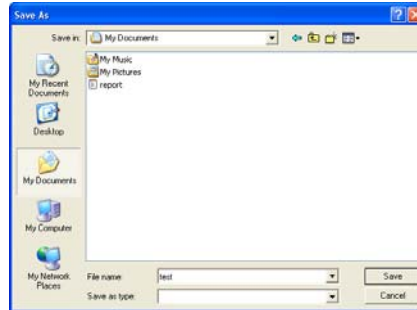 Save As
Save in: My Documents
My Music
My Pictures
report
My Recent
Documents
Desktop
My Documents
My Computer
My Network
Places
File name: test
Save as type:
Save
Cancel